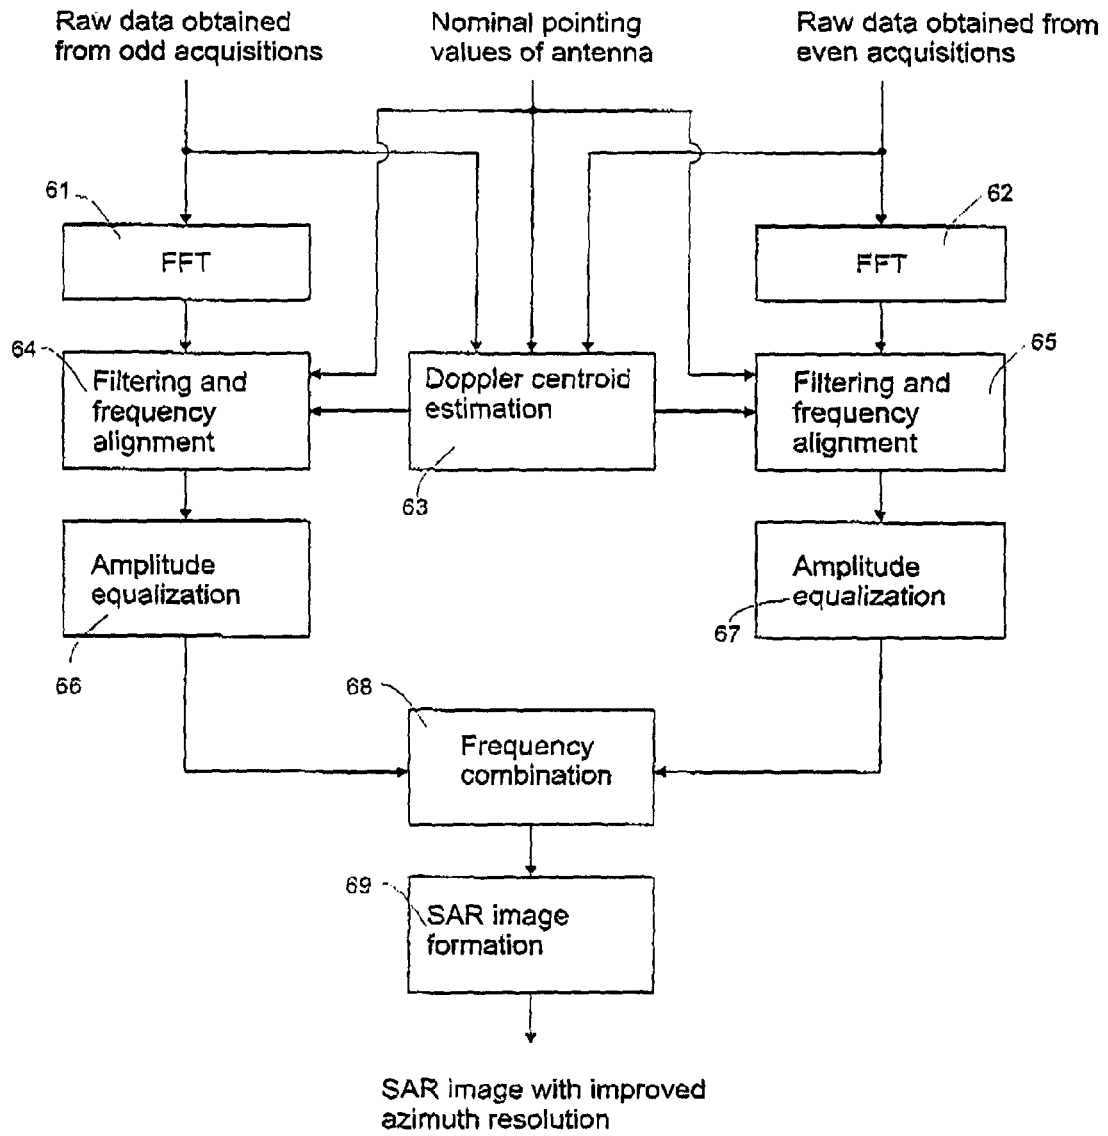 Raw data obtained
from odd acquisitions
Nominal pointing
values of antenna
Raw data obtained from
even acquisitions
61
62
FFT
FFT
64
65
Filtering and
frequency
alignment
Doppler centroid
estimation
Filtering and
frequency
alignment
63
Amplitude
equalization
Amplitude
equalization
66
67
68
Frequency
combination
69
SAR image
formation
SAR image with improved
azimuth resolution